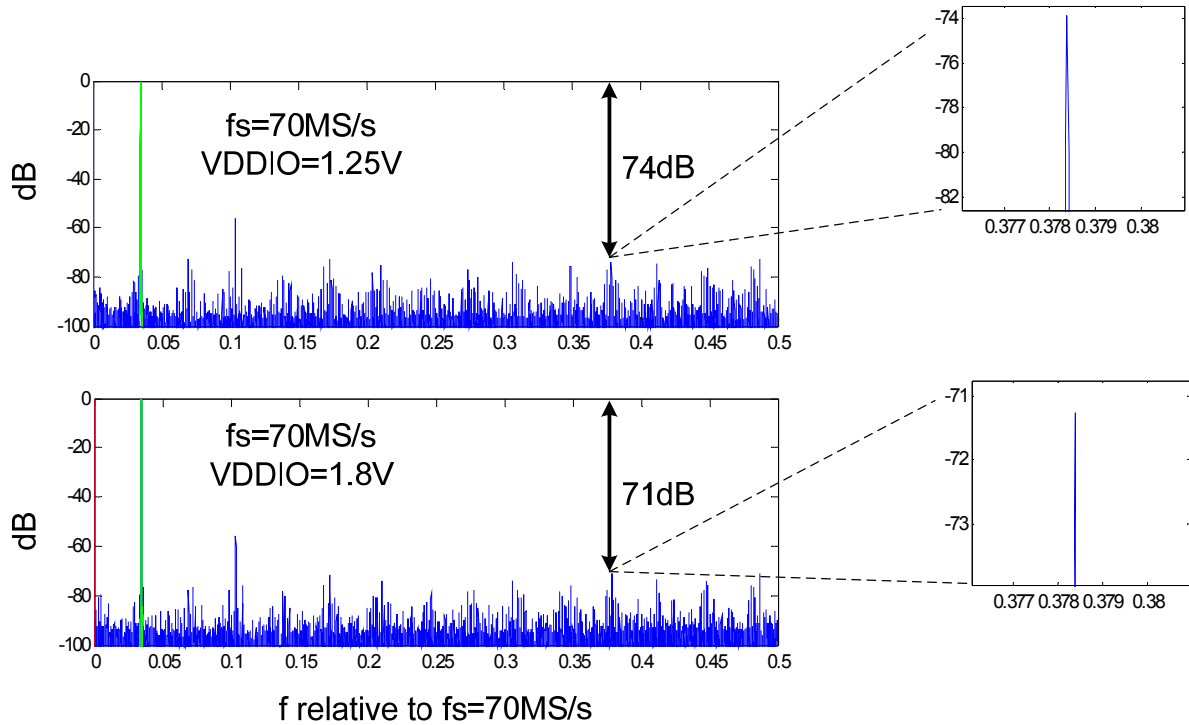 0
-20
-40
-60
-80
-100
dB
fs=70MS/s
VDDIO=1.25V
74dB
0 0.05 0.1 0.15 0.2 0.25 0.3 0.35 0.4 0.45 0.5
-74
-76
-78
-80
-82
0.377 0.378 0.379 0.38
0
-20
-40
-60
-80
-100
dB
fs=70MS/s
VDDIO=1.8V
71dB
0 0.05 0.1 0.15 0.2 0.25 0.3 0.35 0.4 0.45 0.5
-71
-72
-73
0.377 0.378 0.379 0.38
f relative to fs=70MS/s